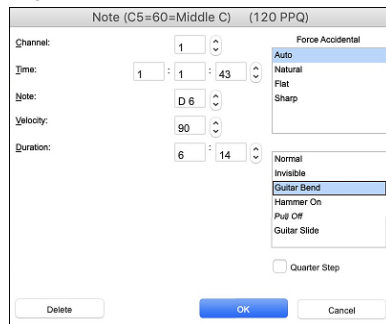 Note (C5=60=Middle C) (120 PPQ)
Channel: 1
Time: 1 : 1 : 43
Note: D 6
Velocity: 90
Duration: 6 : 14
Force Accidental
Auto
Natural
Flat
Sharp
Normal
Invisible
Guitar Bend
Hammer On
Pull Off
Guitar Slide
Quarter Step
Delete
OK
Cancel